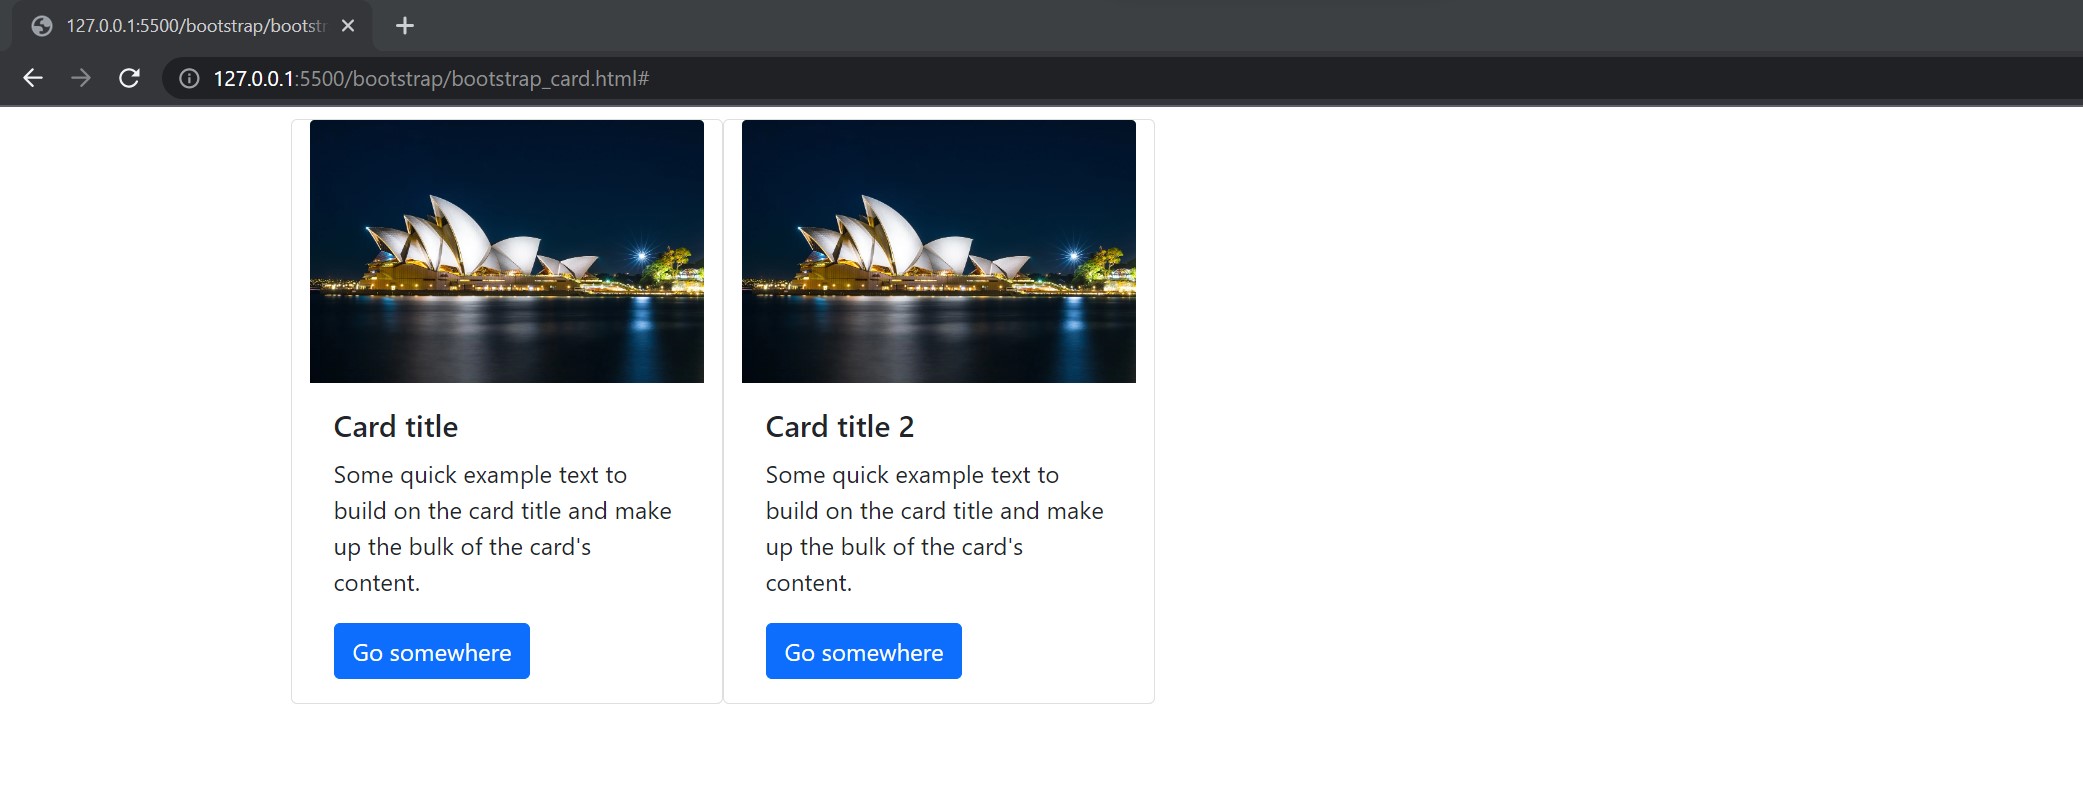 127.0.0.1:5500/bootstrap/bootstr
127.0.0.1:5500/bootstrap/bootstrap_card.html#
Card title
Some quick example text to
build on the card title and make
up the bulk of the card's
content.
Go somewhere
Card title 2
Some quick example text to
build on the card title and make
up the bulk of the card's
content.
Go somewhere